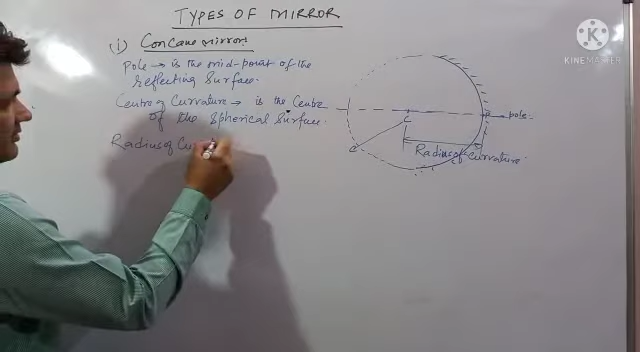 TYPES OF MIRROR
(i) Concave mirror:
Pole → is the mid-point of the
reflecting Surface.
Centre of Curvature → is the Centre
of the Spherical Surface.
Radius of Cu
C
pole.
Radius of Curvature.
KINEMASTER